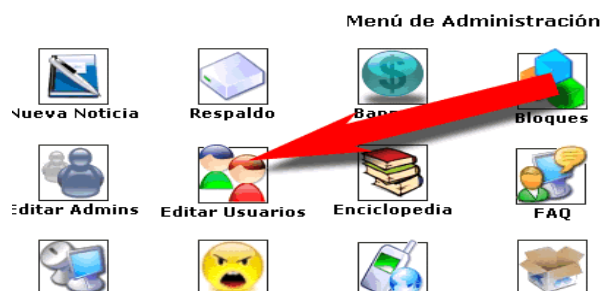 Menú de Administración
Nueva Noticia
Respaldo
Bloques
Editar Admins
Editar Usuarios
Enciclopedia
FAQ